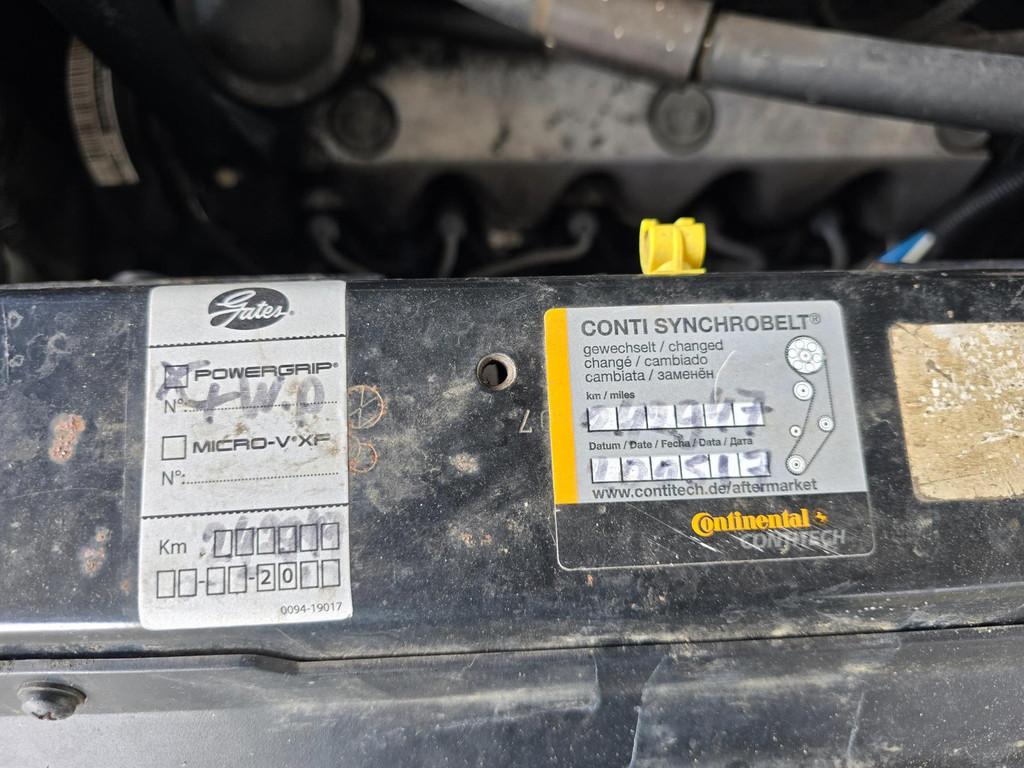 Gates®
POWERGRIP®
N°:
MICRO-V®XF
N°:
Km
20
0094-19017
CONTI SYNCHROBELT®
gewechselt / changed
changé / cambiado
cambiata / заменён
km / miles
Datum / Date / Fecha / Data / Дата
www.contitech.de/aftermarket
Continental
CONTITECH